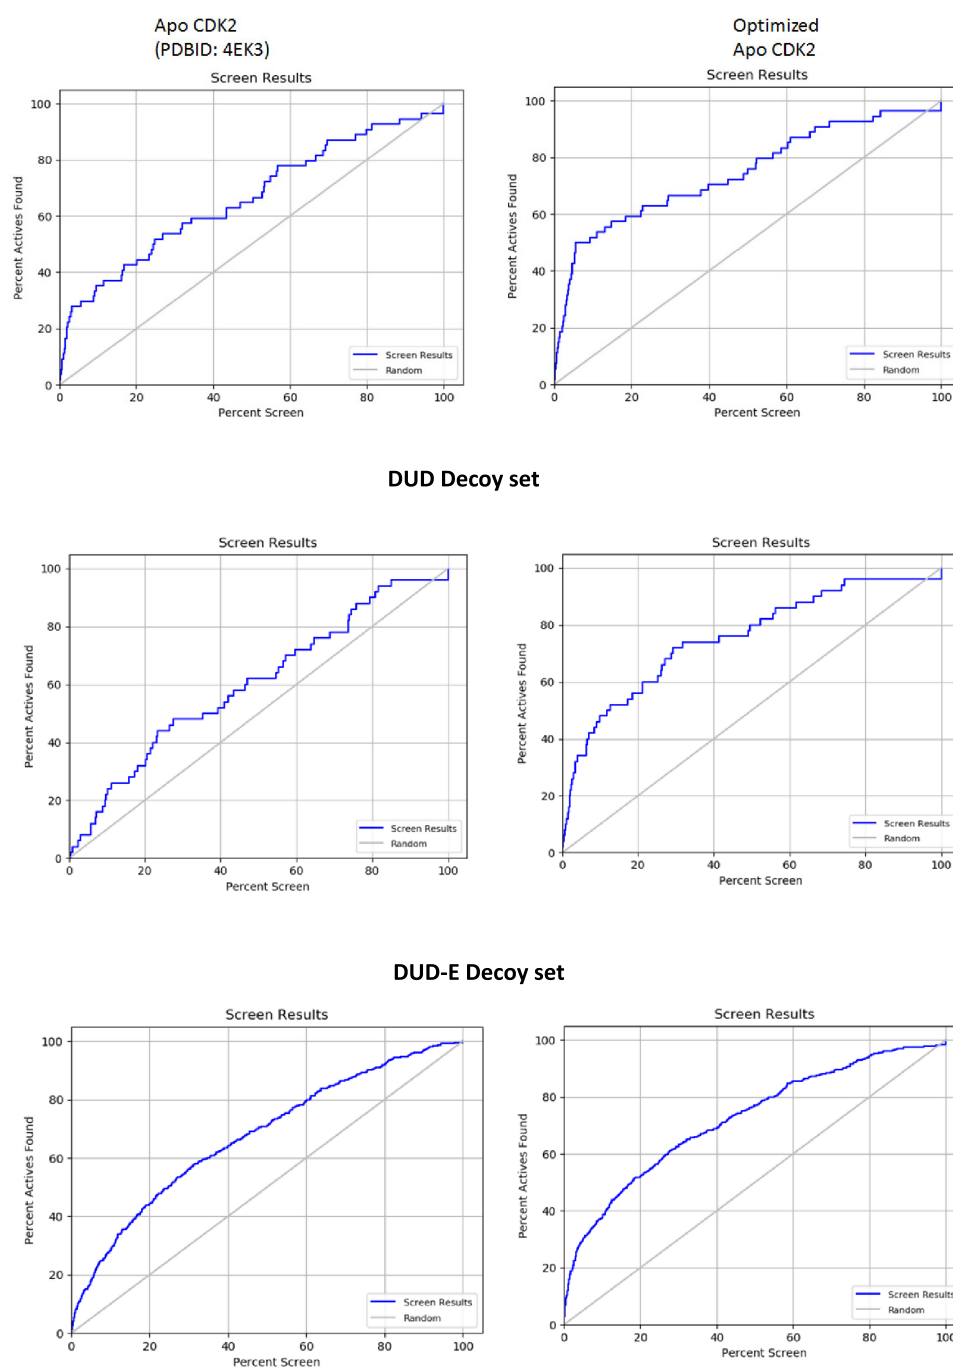 Apo CDK2
(PDBID: 4EK3)
Optimized
Apo CDK2
Screen Results
100
80
60
40
20
0
Percent Actives Found
0 20 40 60 80 100
Percent Screen
Screen Results
Random
Screen Results
100
80
60
40
20
0
Percent Actives Found
0 20 40 60 80 100
Percent Screen
Screen Results
Random
DUD Decoy set
Screen Results
100
80
60
40
20
0
Percent Actives Found
0 20 40 60 80 100
Percent Screen
Screen Results
Random
Screen Results
100
80
60
40
20
0
Percent Actives Found
0 20 40 60 80 100
Percent Screen
Screen Results
Random
DUD-E Decoy set
Screen Results
100
80
60
40
20
0
Percent Actives Found
0 20 40 60 80 100
Percent Screen
Screen Results
Random
Screen Results
100
80
60
40
20
0
Percent Actives Found
0 20 40 60 80 100
Percent Screen
Screen Results
Random